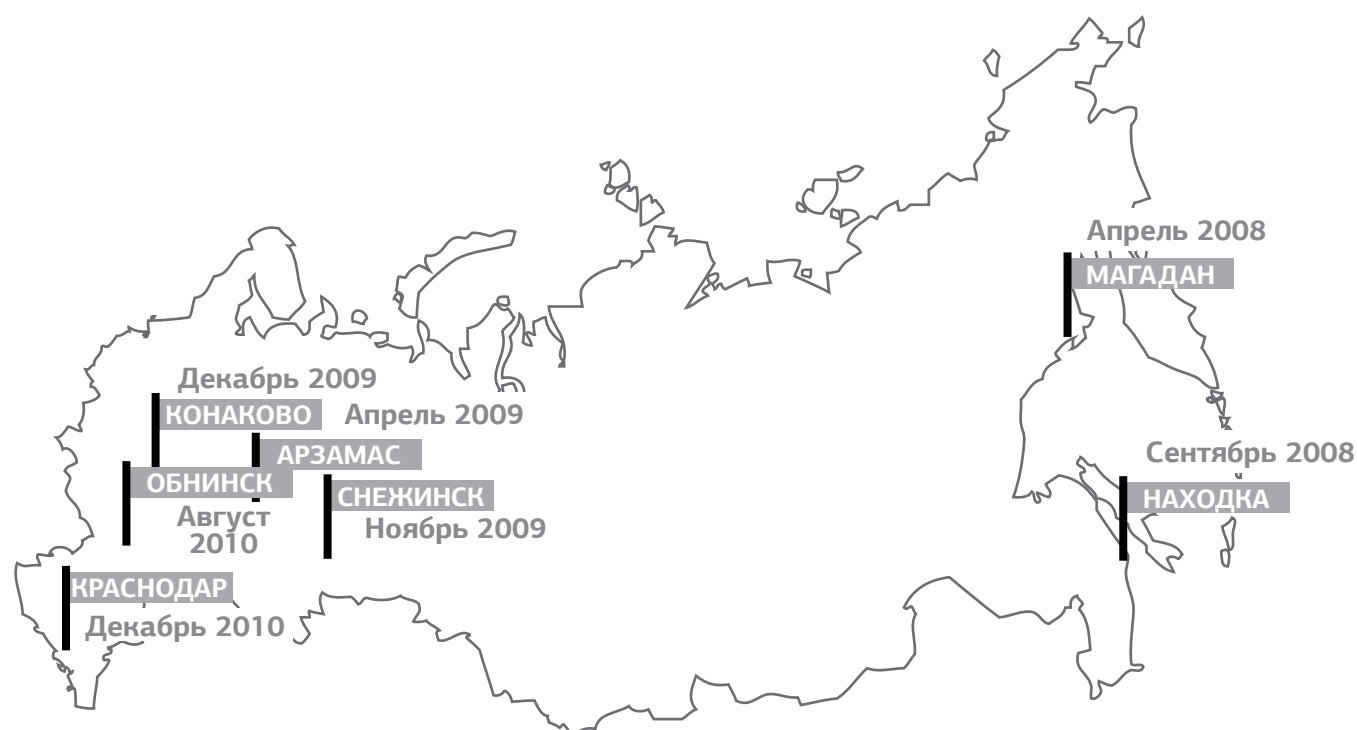 Апрель 2008
МАГАДАН
Декабрь 2009
КОНАКОВО
Апрель 2009
АРЗАМАС
Сентябрь 2008
НАХОДКА
ОБНИНСК
Август
2010
СНЕЖИНСК
Ноябрь 2009
КРАСНОДАР
Декабрь 2010